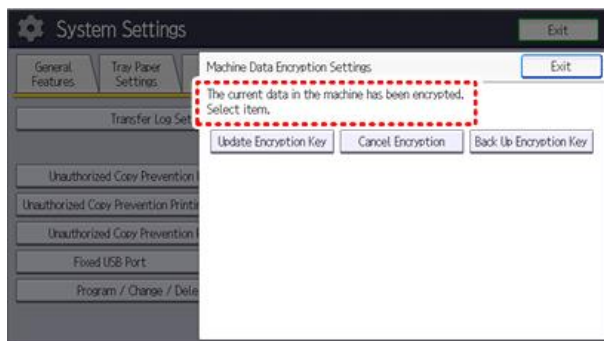 System Settings
Exit
General
Features
Tray Paper
Settings
Machine Data Encryption Settings
Exit
The current data in the machine has been encrypted.
Select item.
Transfer Log Set
Update Encryption Key
Cancel Encryption
Back Up Encryption Key
Unauthorized Copy Prevention
Unauthorized Copy Prevention Printin
Unauthorized Copy Prevention
Fixed USB Port
Program / Change / Dele